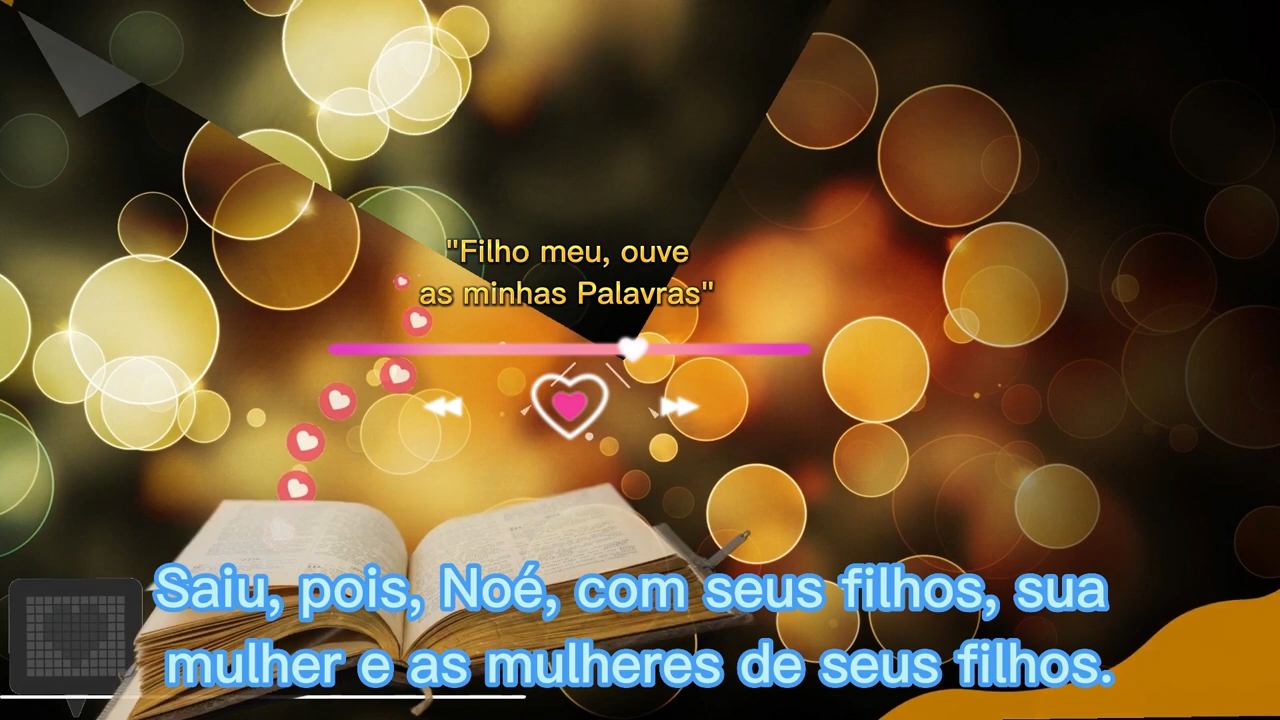 "Filho meu, ouve
as minhas Palavras"
Saiu, pois, Noé, com seus filhos, sua
mulher e as mulheres de seus filhos.